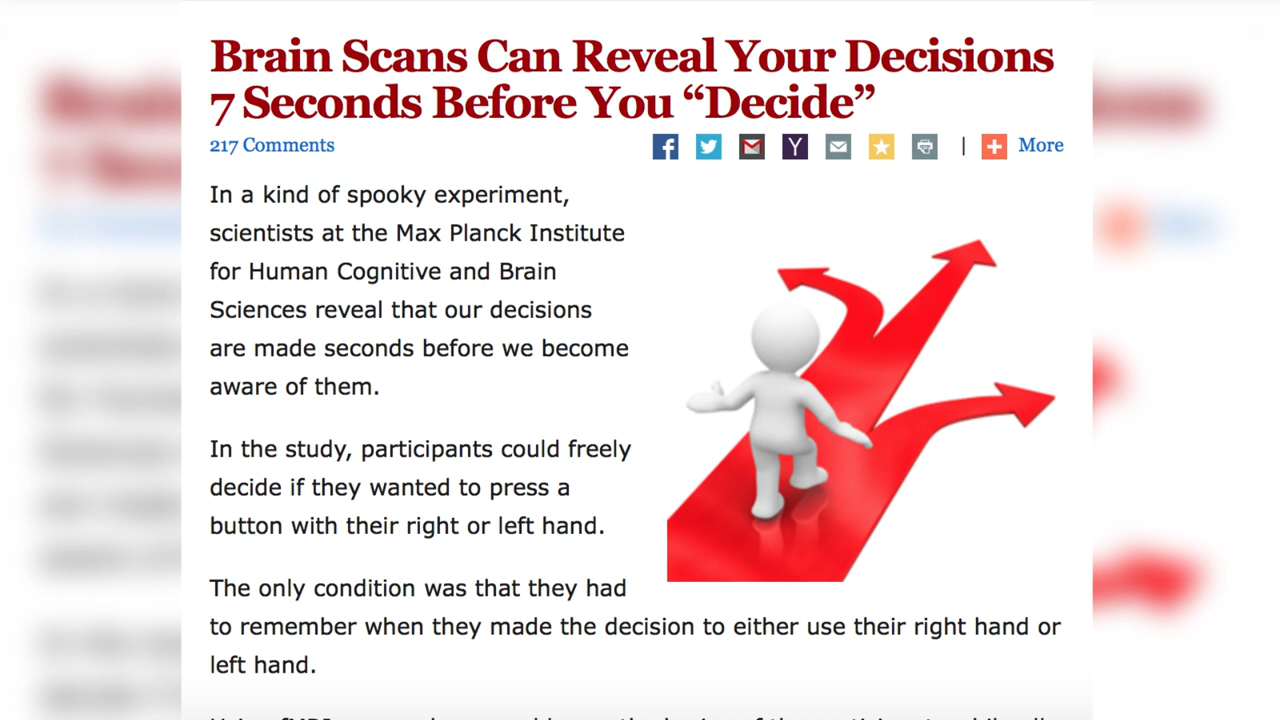 Brain Scans Can Reveal Your Decisions
7 Seconds Before You “Decide”
217 Comments
| More
In a kind of spooky experiment,
scientists at the Max Planck Institute
for Human Cognitive and Brain
Sciences reveal that our decisions
are made seconds before we become
aware of them.
In the study, participants could freely
decide if they wanted to press a
button with their right or left hand.
The only condition was that they had
to remember when they made the decision to either use their right hand or
left hand.